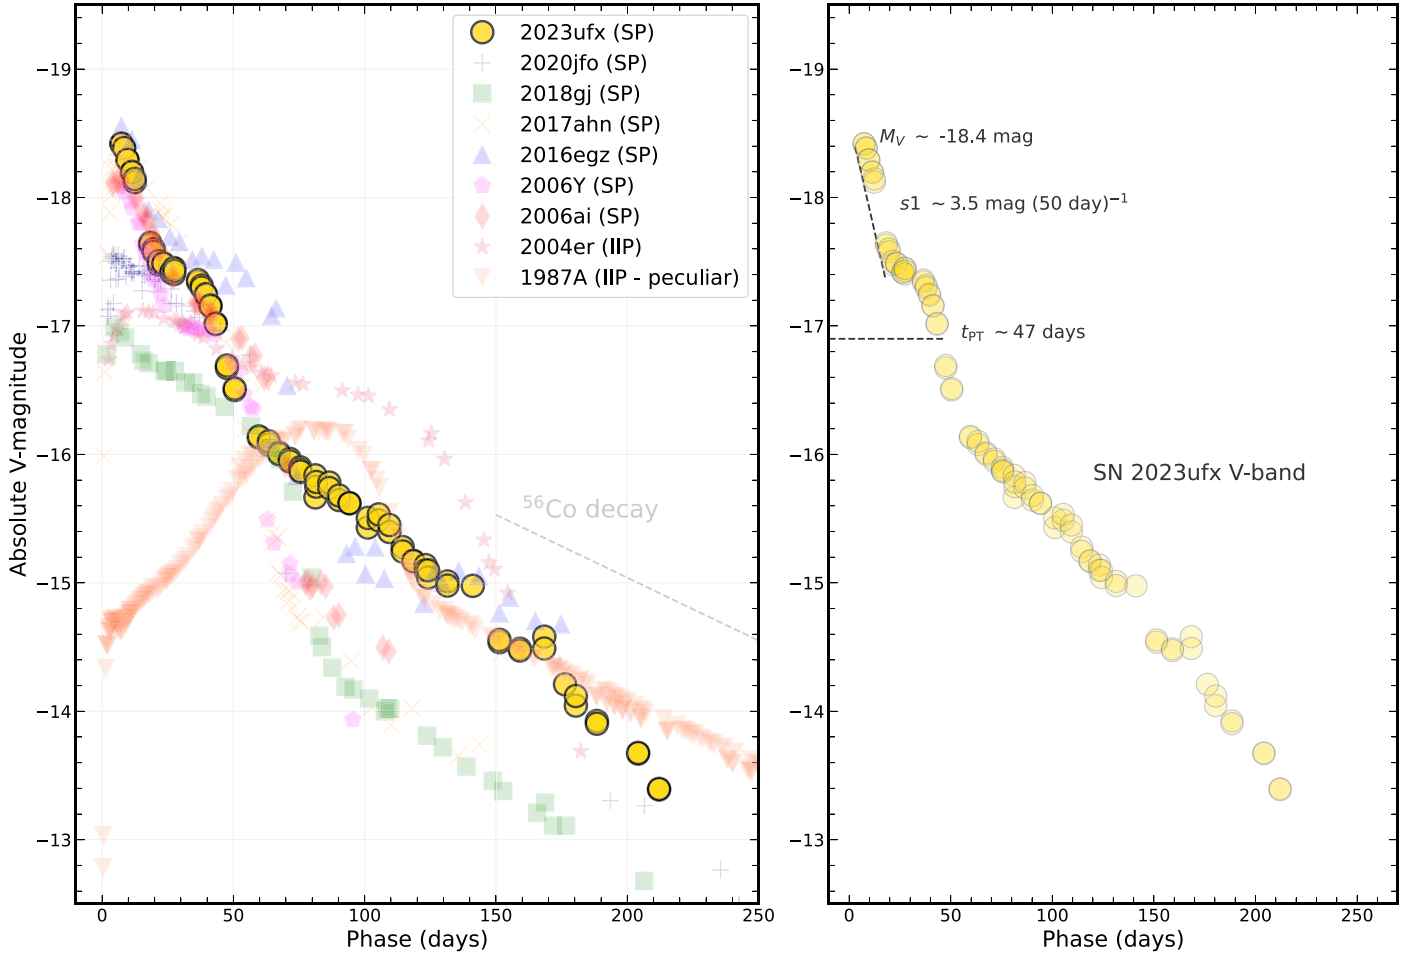 Absolute V-magnitude
−19
−18
−17
−16
−15
−14
−13
2023ufx (SP)
2020jfo (SP)
2018gj (SP)
2017ahn (SP)
2016egz (SP)
2006Y (SP)
2006ai (SP)
2004er (IIP)
1987A (IIP - peculiar)
⁵⁶Co decay
0 50 100 150 200 250
Phase (days)
−19
−18
−17
−16
−15
−14
−13
M_V ~ -18.4 mag
s1 ~ 3.5 mag (50 day)⁻¹
t_PT ~ 47 days
SN 2023ufx V-band
0 50 100 150 200 250
Phase (days)